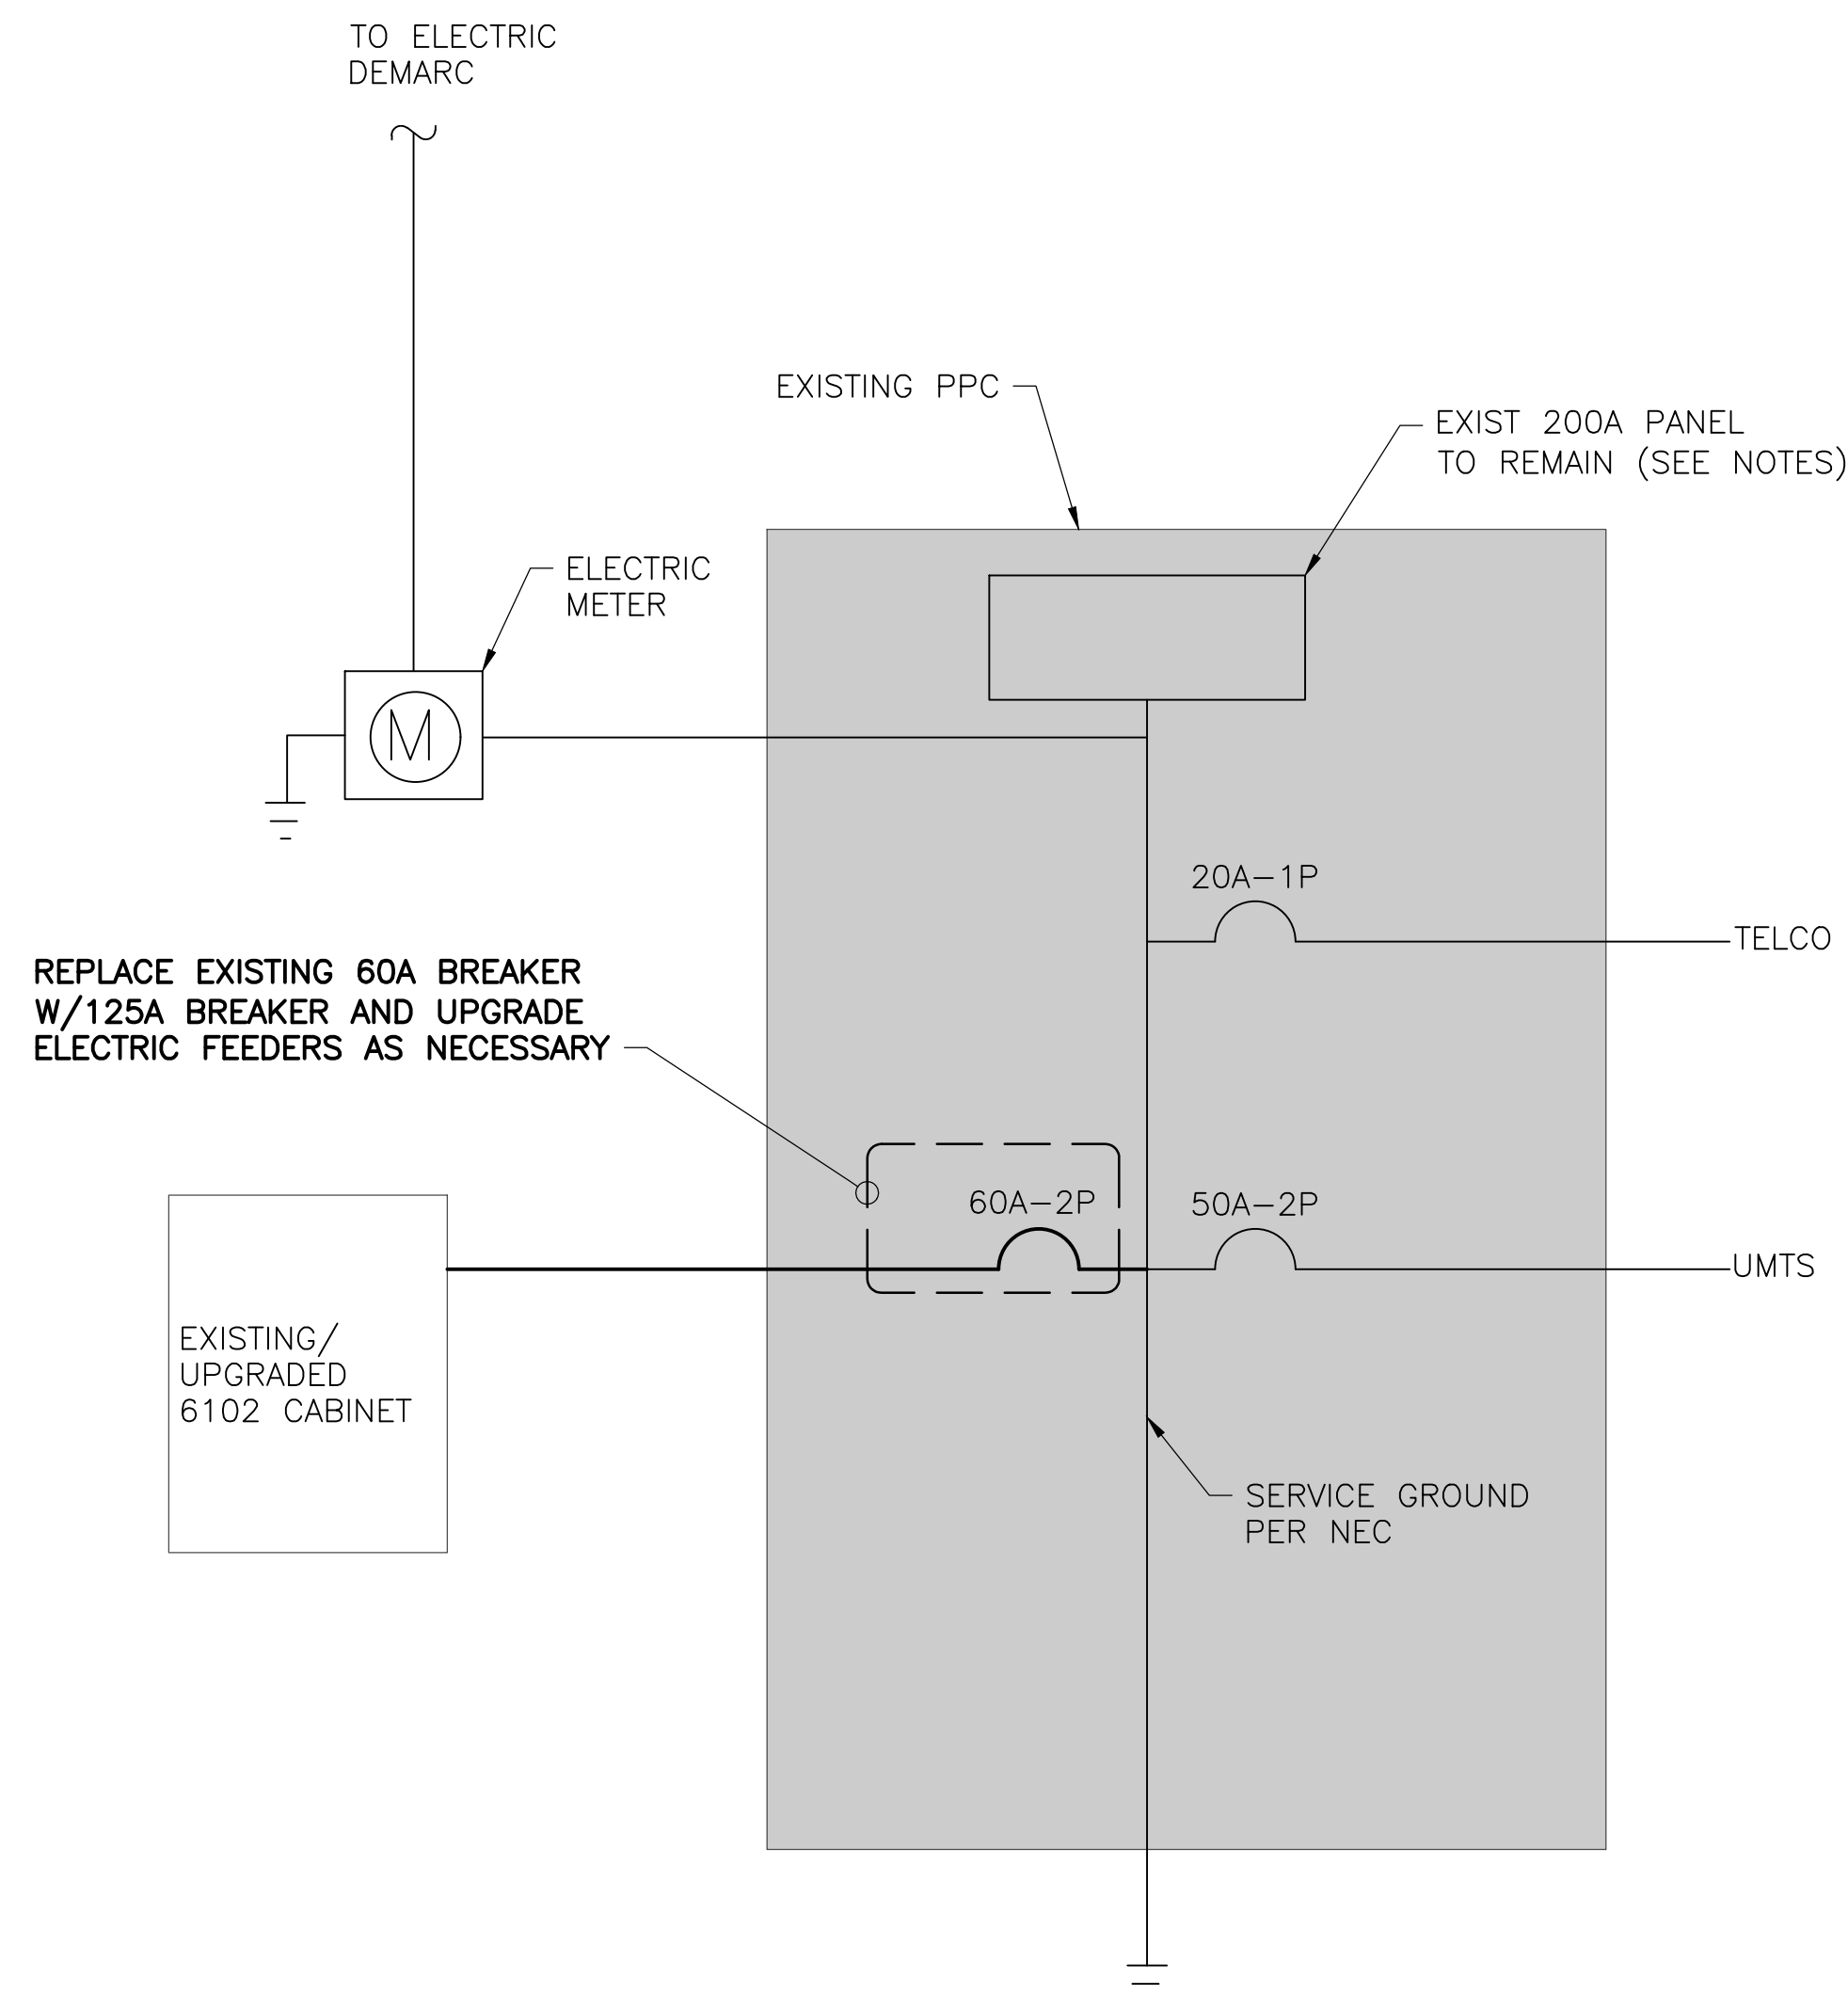 TO ELECTRIC
DEMARC
EXISTING PPC
EXIST 200A PANEL
TO REMAIN (SEE NOTES)
ELECTRIC
METER
M
20A-1P
TELCO
REPLACE EXISTING 60A BREAKER
W/125A BREAKER AND UPGRADE
ELECTRIC FEEDERS AS NECESSARY
60A-2P
50A-2P
UMTS
EXISTING/
UPGRADED
6102 CABINET
SERVICE GROUND
PER NEC